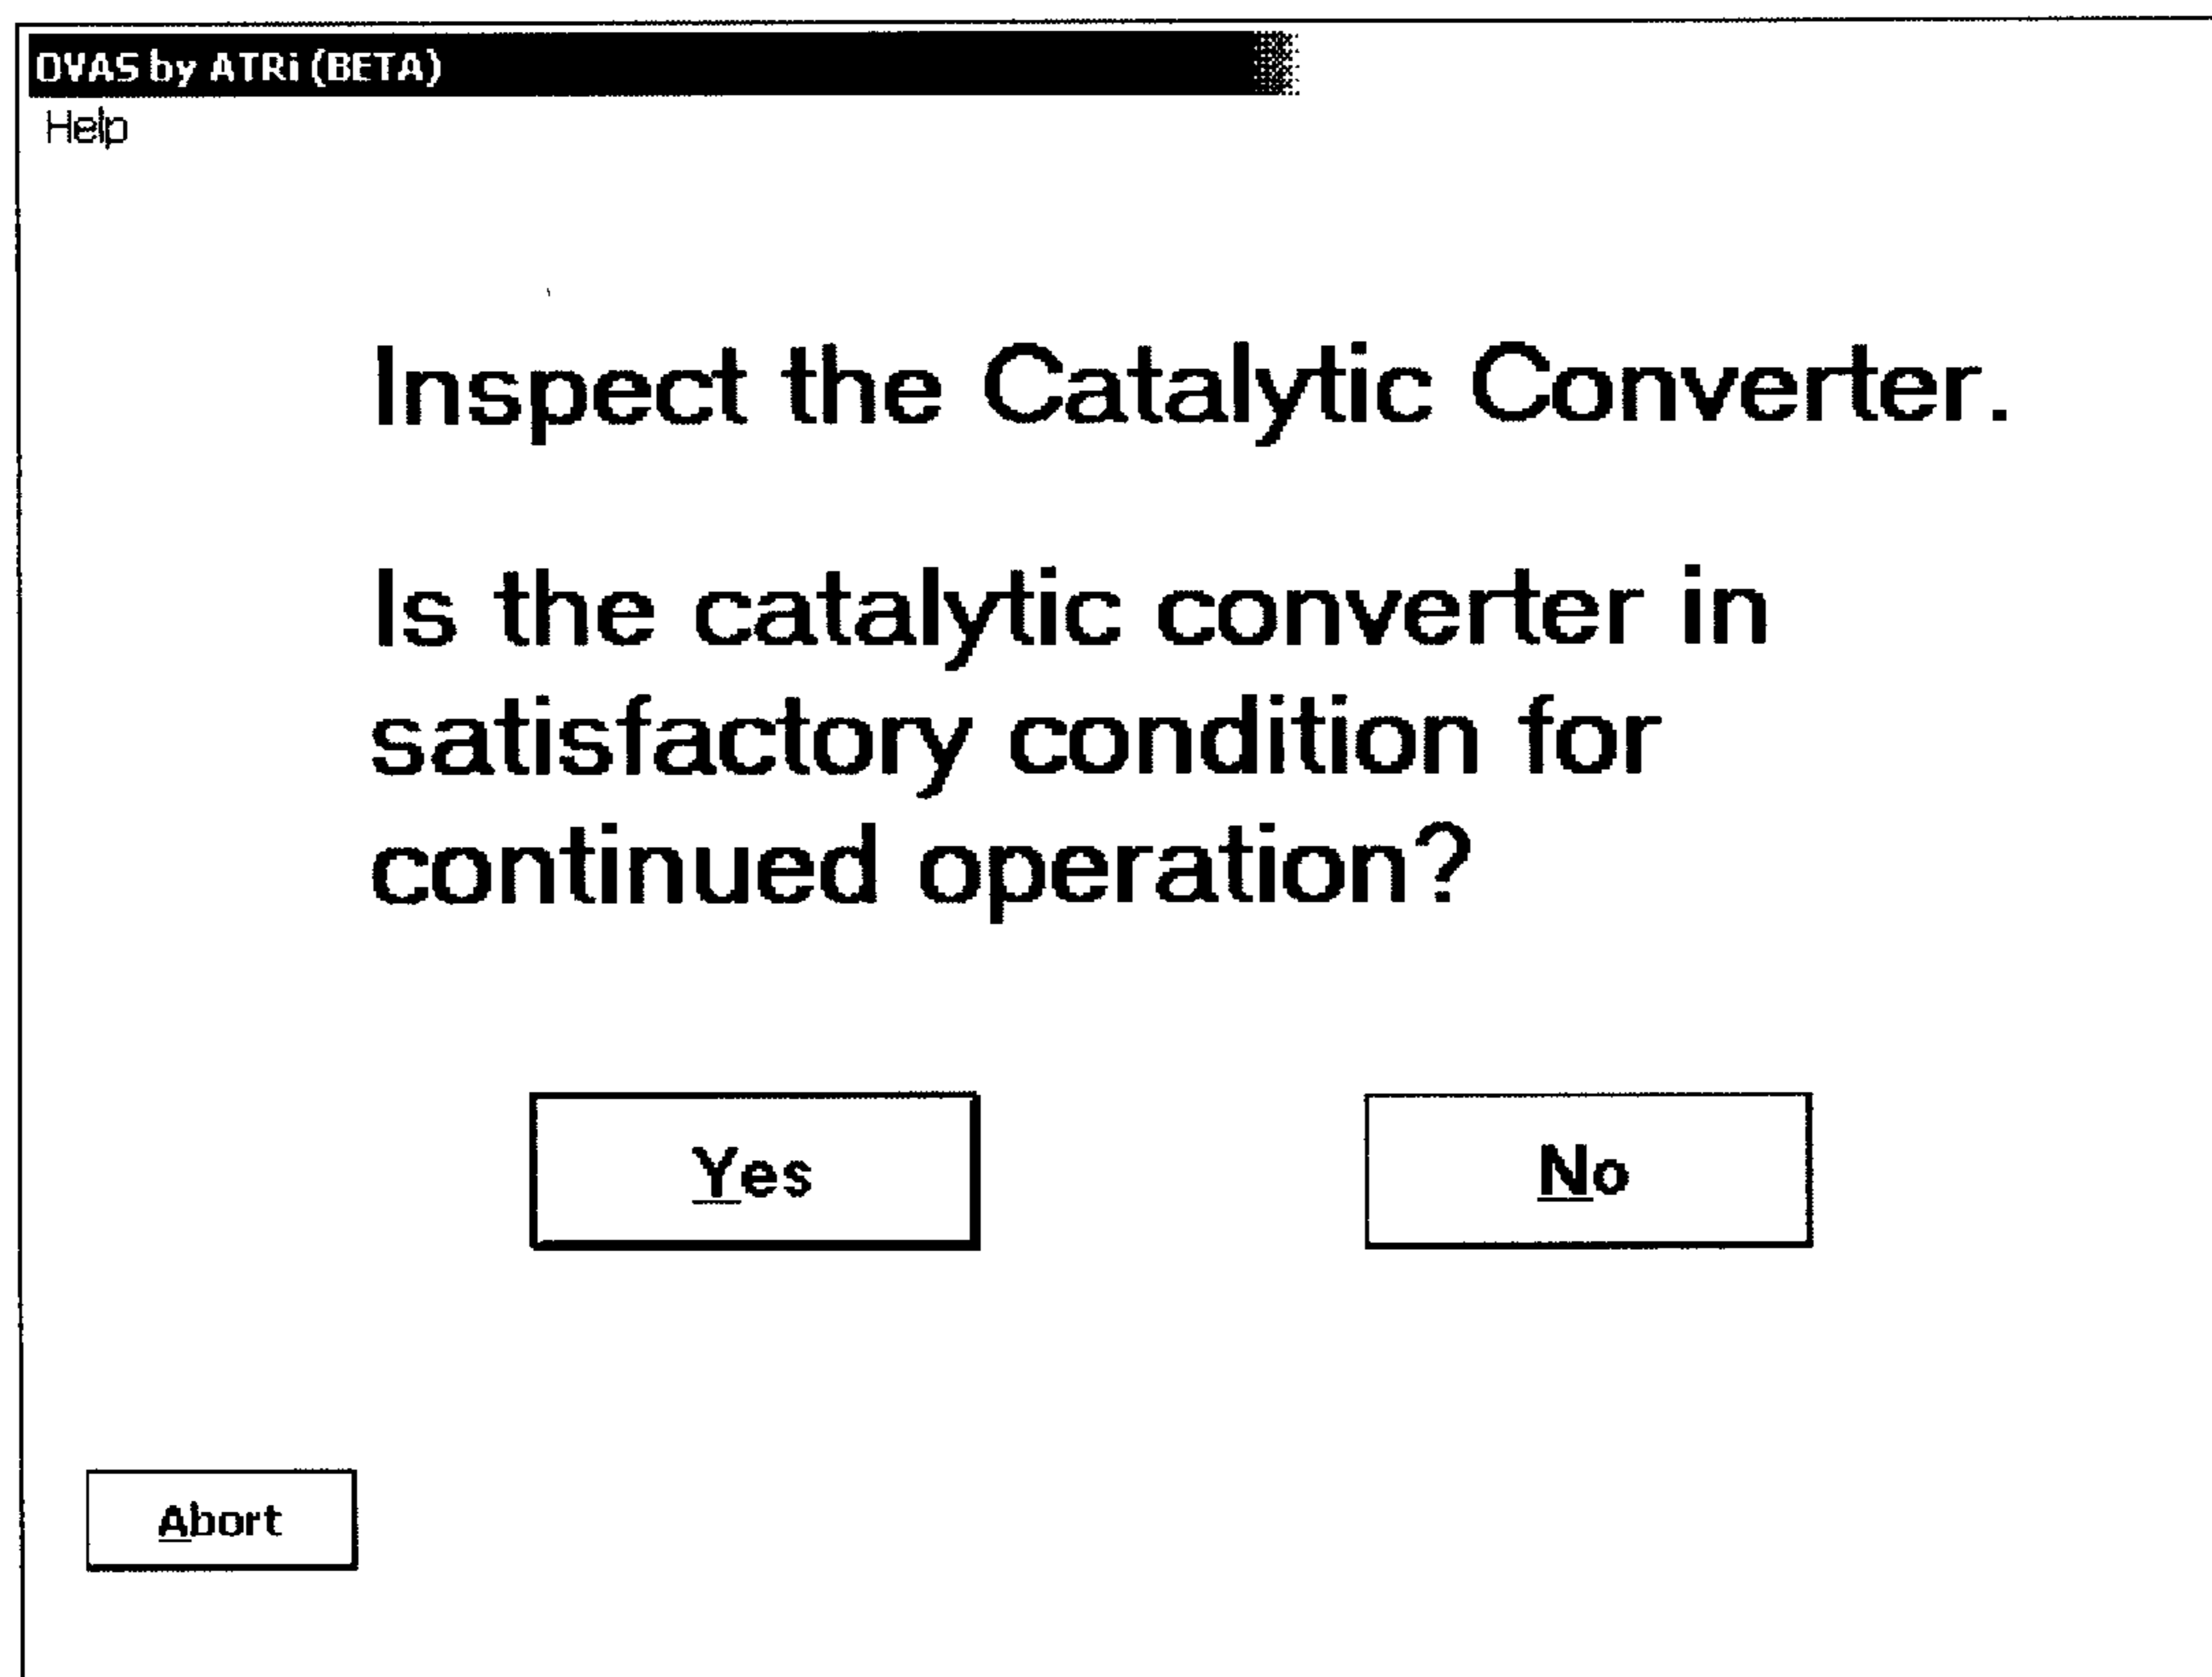 DVAS by ATRi (BETA)
Help
Inspect the Catalytic Converter.
Is the catalytic converter in
satisfactory condition for
continued operation?
Yes
No
Abort